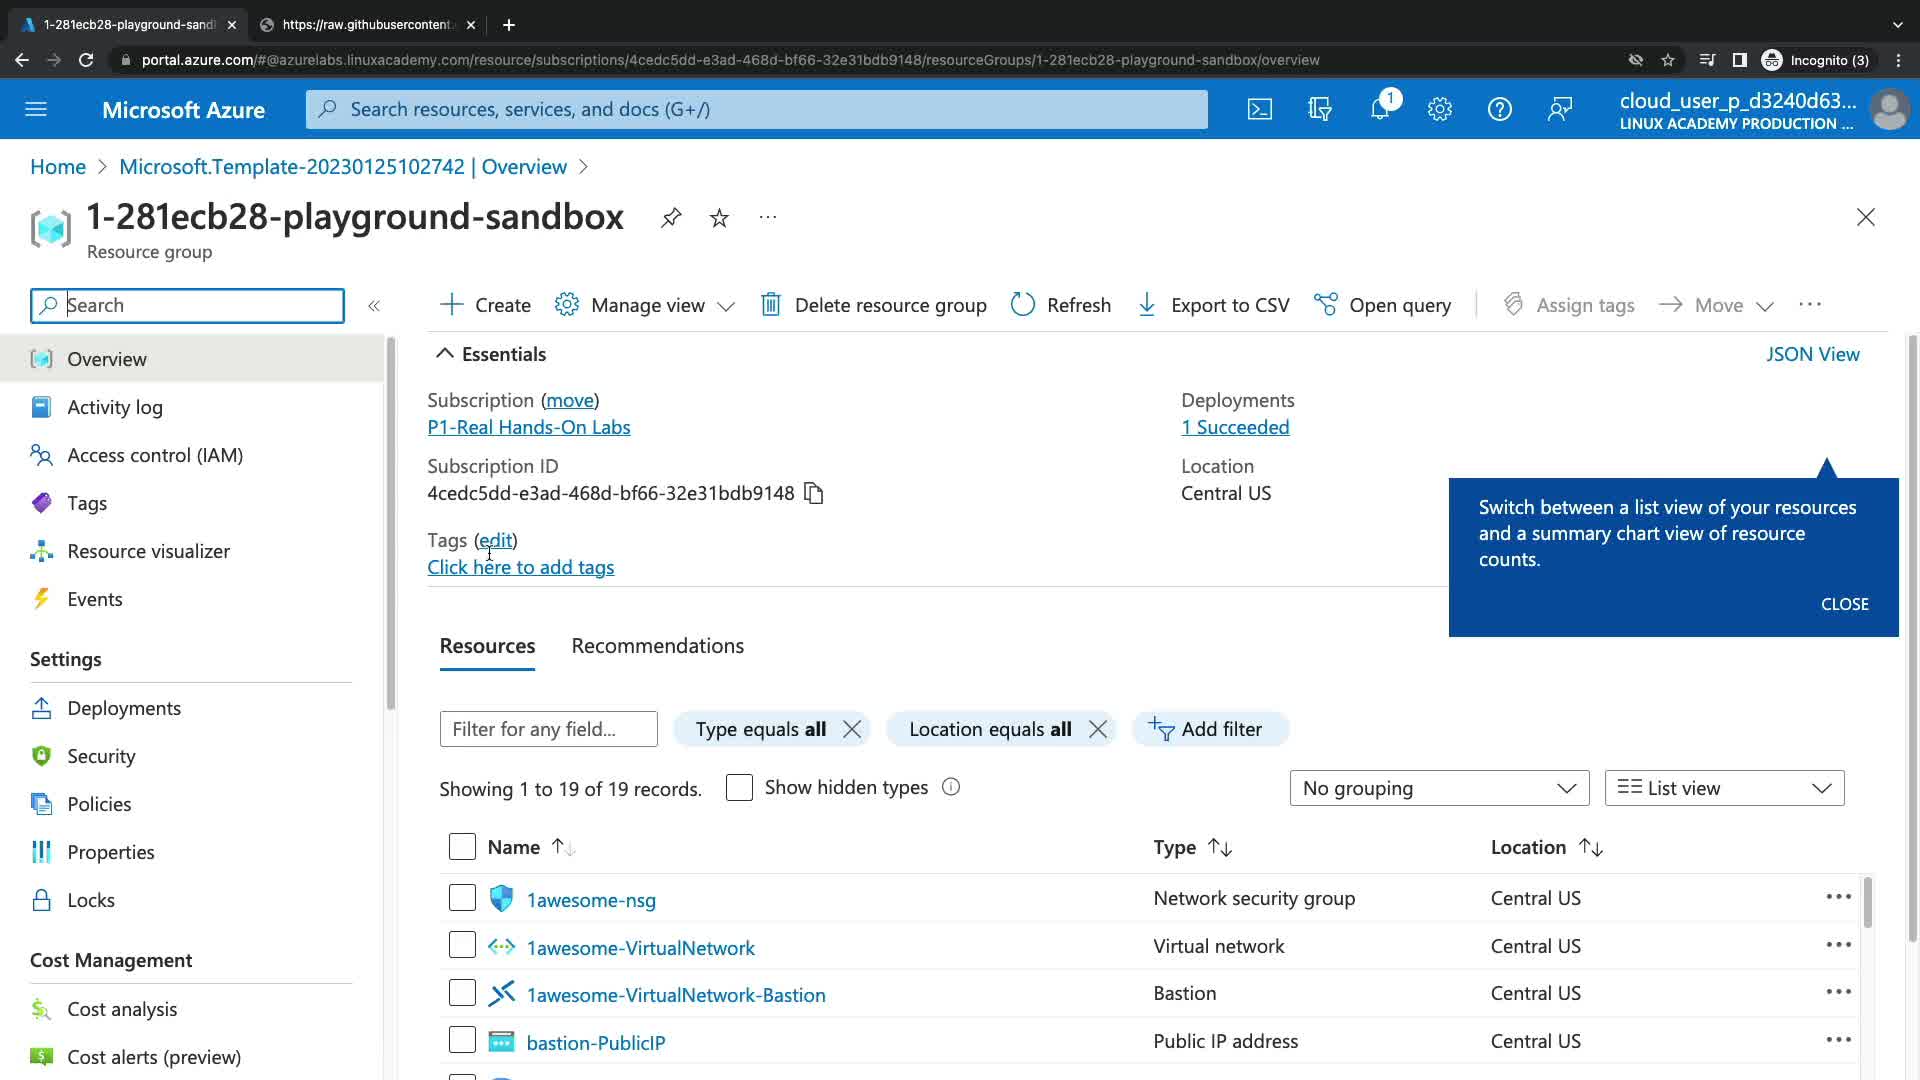 1-281ecb28-playground-sand
https://raw.githubusercontent.
portal.azure.com/#@azurelabs.linuxacademy.com/resource/subscriptions/4cedc5dd-e3ad-468d-bf66-32e31bdb9148/resourceGroups/1-281ecb28-playground-sandbox/overview
Incognito (3)
Microsoft Azure
Search resources, services, and docs (G+/)
1
cloud_user_p_d3240d63...
LINUX ACADEMY PRODUCTION ...
Home > Microsoft.Template-20230125102742 | Overview >
1-281ecb28-playground-sandbox
Resource group
Search
Create
Manage view
Delete resource group
Refresh
Export to CSV
Open query
Assign tags
Move
Overview
Activity log
Access control (IAM)
Tags
Resource visualizer
Events
Settings
Deployments
Security
Policies
Properties
Locks
Cost Management
Cost analysis
Cost alerts (preview)
Essentials
JSON View
Subscription (move)
P1-Real Hands-On Labs
Subscription ID
4cedc5dd-e3ad-468d-bf66-32e31bdb9148
Tags (edit)
Click here to add tags
Deployments
1 Succeeded
Location
Central US
Switch between a list view of your resources
and a summary chart view of resource
counts.
CLOSE
Resources
Recommendations
Filter for any field...
Type equals all
Location equals all
Add filter
Showing 1 to 19 of 19 records.
Show hidden types
No grouping
List view
Name
Type
Location
1awesome-nsg
Network security group
Central US
1awesome-VirtualNetwork
Virtual network
Central US
1awesome-VirtualNetwork-Bastion
Bastion
Central US
bastion-PublicIP
Public IP address
Central US